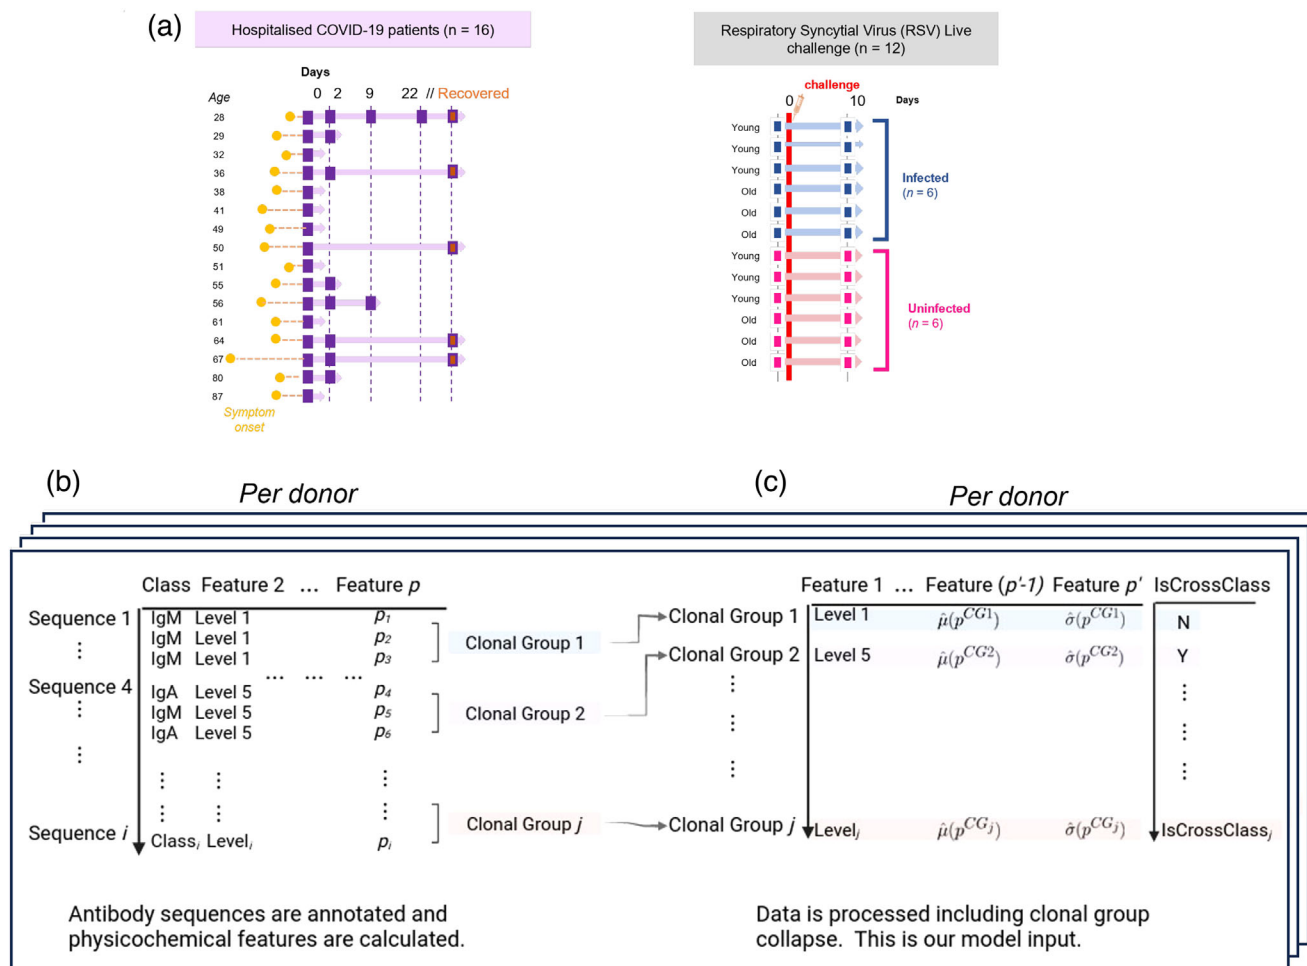 (a)
Hospitalised COVID-19 patients (n = 16)
Days
Age
0 2 9 22 // Recovered
28
29
32
36
38
41
49
50
51
55
56
61
64
67
80
87
Symptom
onset
Respiratory Syncytial Virus (RSV) Live
challenge (n = 12)
challenge
0 10 Days
Young
Young
Young
Old
Old
Old
Infected
(n = 6)
Young
Young
Young
Old
Old
Old
Uninfected
(n = 6)
(b)
Per donor
Class Feature 2 ... Feature p
Sequence 1 IgM Level 1 p₁
⋮ IgM Level 1 p₂
IgM Level 1 p₃
... ... ...
Sequence 4 IgA Level 5 p₄
⋮ IgM Level 5 p₅
⋮ IgA Level 5 p₆
⋮ ⋮ ⋮
⋮ ⋮ ⋮
Sequence i Classᵢ Levelᵢ pᵢ
Clonal Group 1
Clonal Group 2
Clonal Group j
Antibody sequences are annotated and
physicochemical features are calculated.
(c)
Per donor
Feature 1 ... Feature (p'-1) Feature p' IsCrossClass
Clonal Group 1 Level 1 μ̂(p^CG1) σ̂(p^CG1) N
Clonal Group 2 Level 5 μ̂(p^CG2) σ̂(p^CG2) Y
⋮ ⋮
⋮ ⋮
⋮ ⋮
Clonal Group j Levelⱼ μ̂(p^CGⱼ) σ̂(p^CGⱼ) IsCrossClassⱼ
Data is processed including clonal group
collapse. This is our model input.